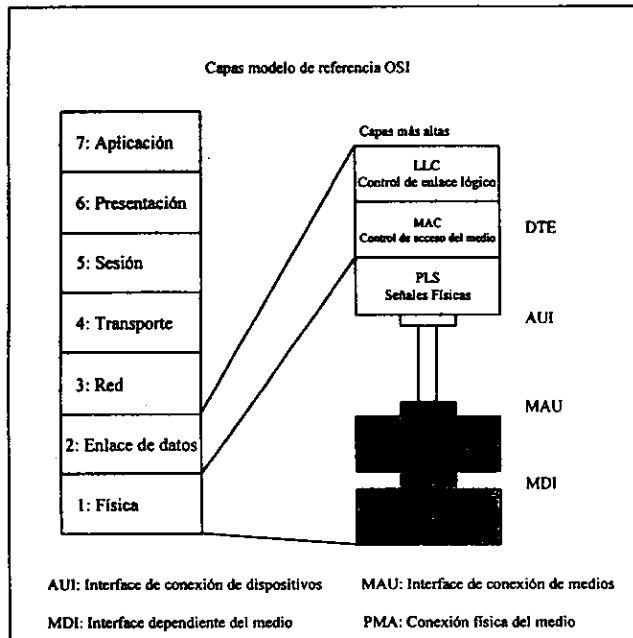 Capas modelo de referencia OSI
7: Aplicación
6: Presentación
5: Sesión
4: Transporte
3: Red
2: Enlace de datos
1: Física
Capas más altas
LLC
Control de enlace lógico
MAC
Control de acceso del medio
PLS
Señales Físicas
DTE
AUI
MAU
MDI
AUI: Interface de conexión de dispositivos
MAU: Interface de conexión de medios
MDI: Interface dependiente del medio
PMA: Conexión física del medio